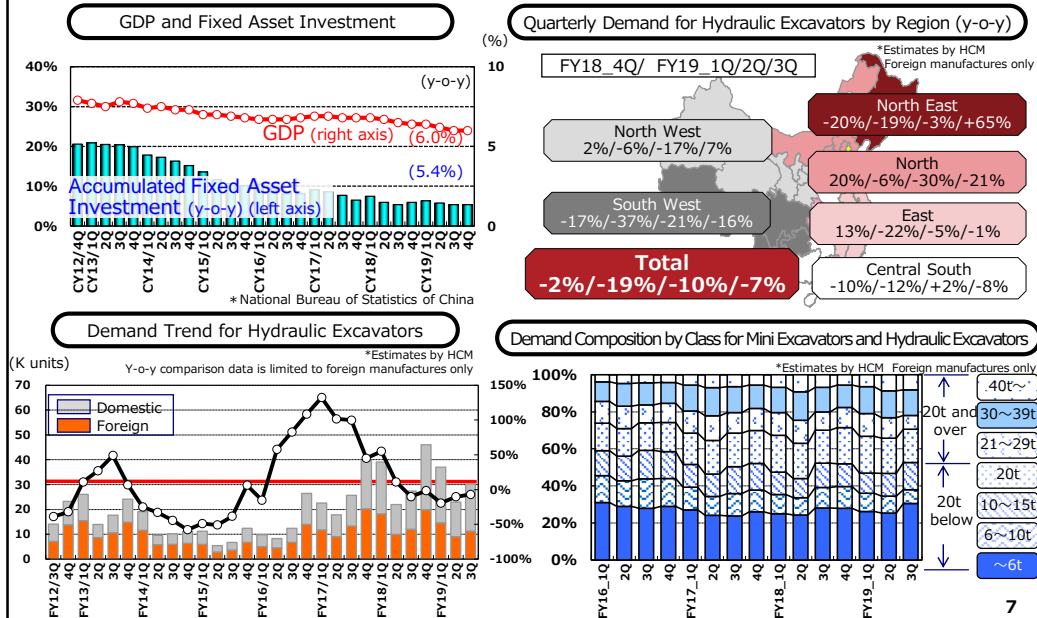 GDP and Fixed Asset Investment
(%)
40%
30%
20%
10%
0%
10
5
0
(y-o-y)
GDP (right axis)
(6.0%)
(5.4%)
Accumulated Fixed Asset
Investment (y-o-y) (left axis)
CY12/4Q
CY13/1Q
2Q
3Q
4Q
CY14/1Q
2Q
3Q
4Q
CY15/1Q
2Q
3Q
4Q
CY16/1Q
2Q
3Q
4Q
CY17/1Q
2Q
3Q
4Q
CY18/1Q
2Q
3Q
4Q
CY19/1Q
2Q
3Q
4Q
* National Bureau of Statistics of China
Quarterly Demand for Hydraulic Excavators by Region (y-o-y)
*Estimates by HCM
Foreign manufactures only
FY18_4Q/ FY19_1Q/2Q/3Q
North East
-20%/-19%/-3%/+65%
North West
2%/-6%/-17%/7%
North
20%/-6%/-30%/-21%
South West
-17%/-37%/-21%/-16%
East
13%/-22%/-5%/-1%
Total
-2%/-19%/-10%/-7%
Central South
-10%/-12%/+2%/-8%
Demand Trend for Hydraulic Excavators
(K units)
*Estimates by HCM
Y-o-y comparison data is limited to foreign manufactures only
70
60
50
40
30
20
10
0
150%
100%
50%
0%
-50%
-100%
Domestic
Foreign
FY12/3Q
4Q
FY13/1Q
2Q
3Q
4Q
FY14/1Q
2Q
3Q
4Q
FY15/1Q
2Q
3Q
4Q
FY16/1Q
2Q
3Q
4Q
FY17/1Q
2Q
3Q
4Q
FY18/1Q
2Q
3Q
4Q
FY19/1Q
2Q
3Q
Demand Composition by Class for Mini Excavators and Hydraulic Excavators
*Estimates by HCM Foreign manufactures only
100%
80%
60%
40%
20%
0%
FY16_1Q
2Q
3Q
4Q
FY17_1Q
2Q
3Q
4Q
FY18_1Q
2Q
3Q
4Q
FY19_1Q
2Q
3Q
20t and
over
20t
below
40t~
30~39t
21~29t
20t
10~15t
6~10t
~6t
7